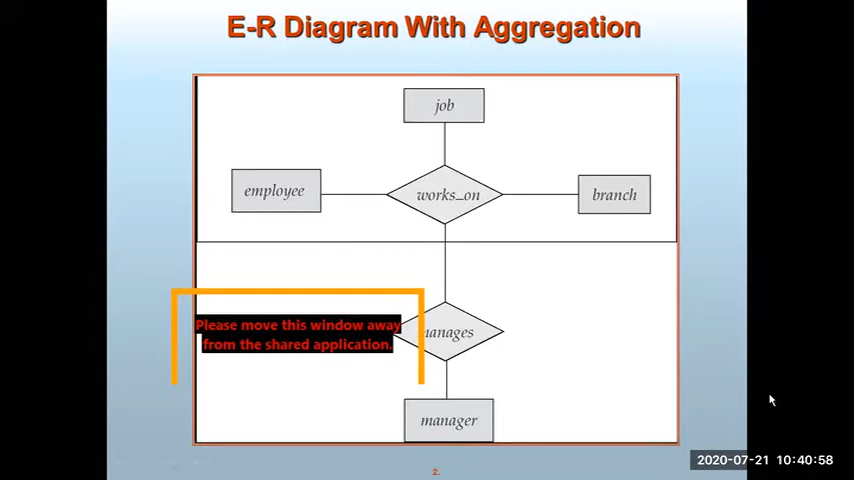 E-R Diagram With Aggregation
job
employee
works_on
branch
Please move this window away
from the shared application.
manages
manager
2.
2020-07-21 10:40:58